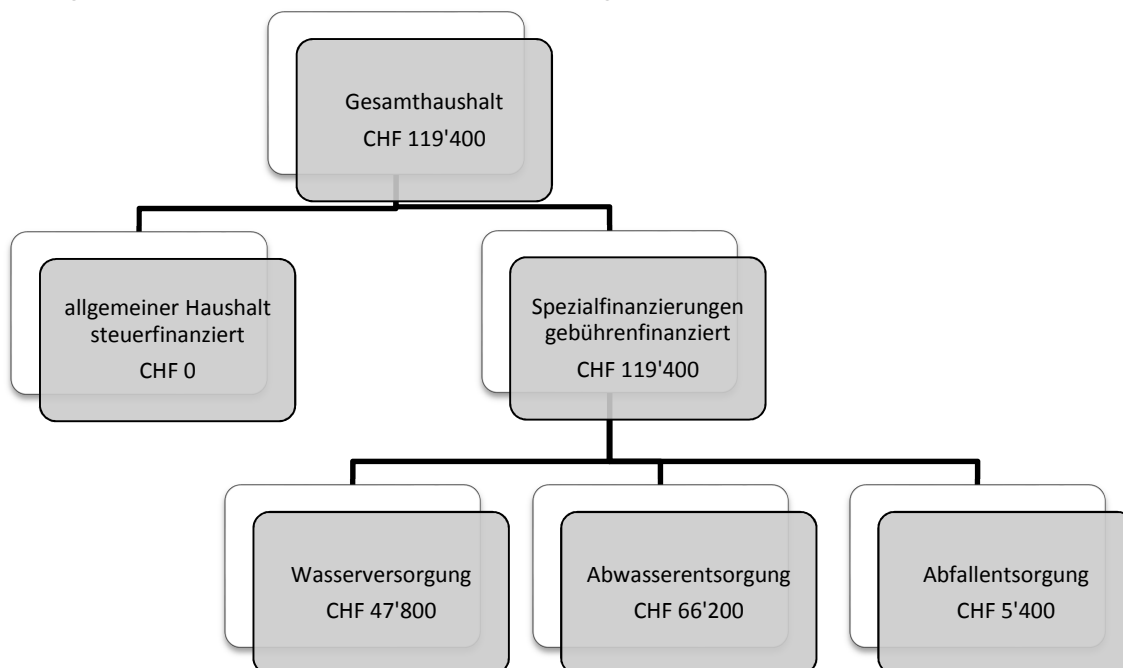 Gesamthaushalt
CHF 119'400
allgemeiner Haushalt
steuerfinanziert
CHF 0
Spezialfinanzierungen
gebührenfinanziert
CHF 119'400
Wasserversorgung
CHF 47'800
Abwasserentsorgung
CHF 66'200
Abfallentsorgung
CHF 5'400